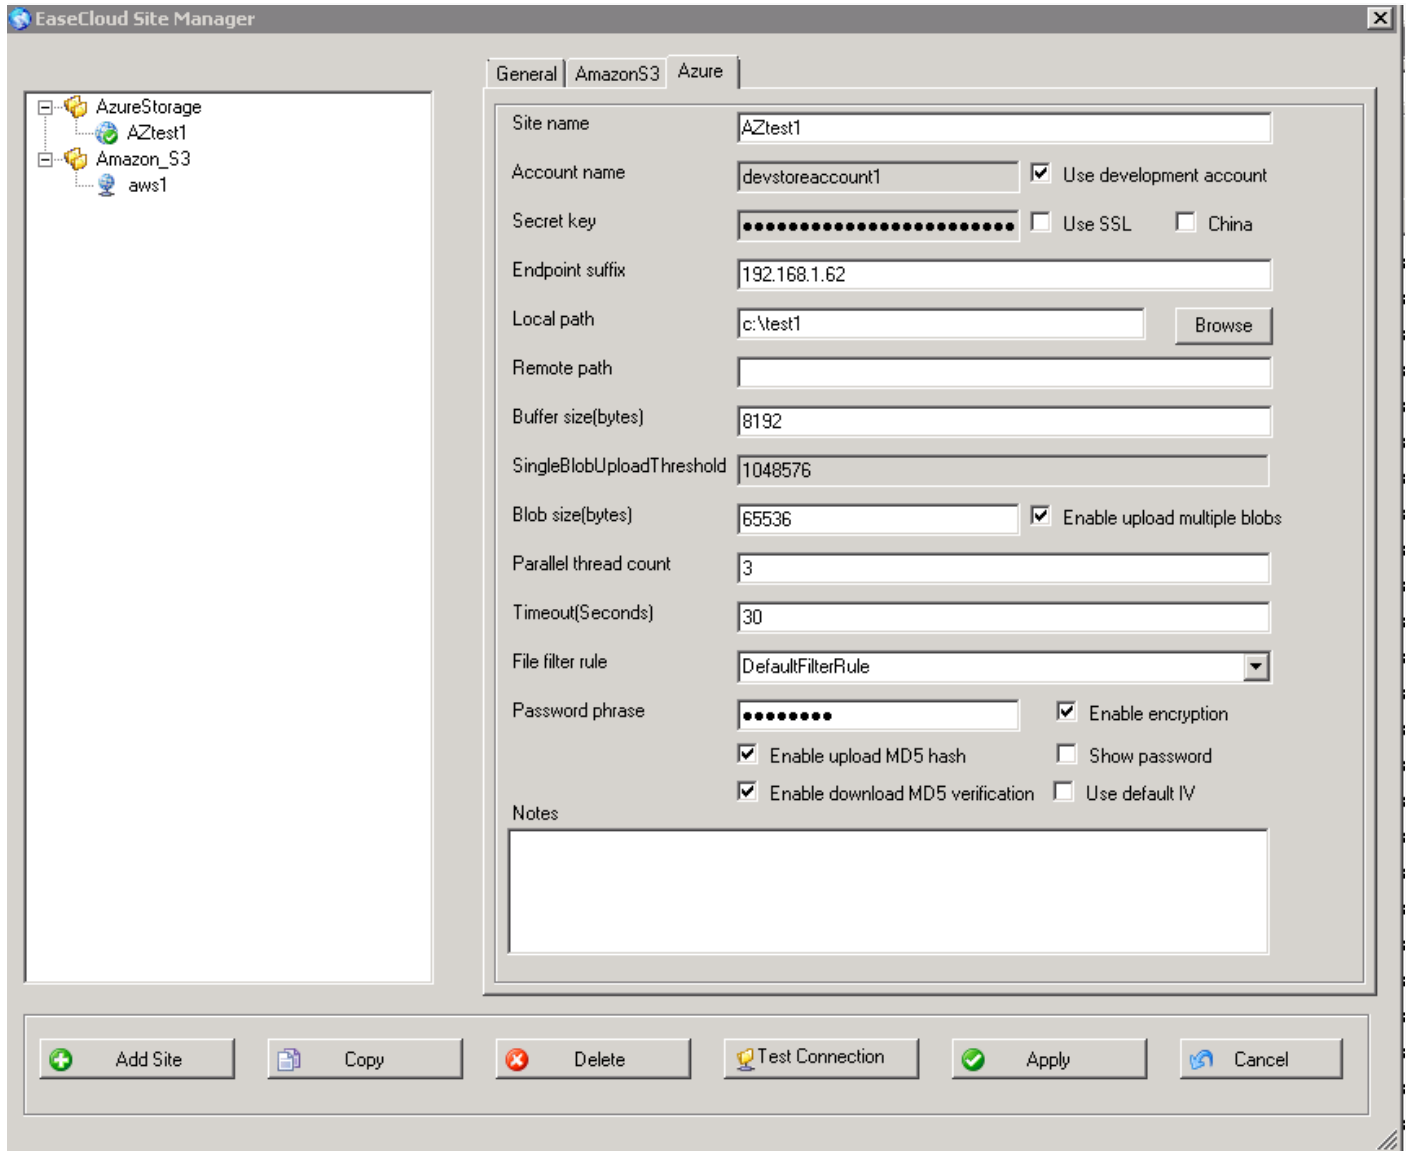 EaseCloud Site Manager
General AmazonS3 Azure
AzureStorage
AZtest1
Amazon_S3
aws1
Site name AZtest1
Account name devstoreaccount1 Use development account
Secret key ●●●●●●●●●●●●●●●●●●●●●●●● Use SSL China
Endpoint suffix 192.168.1.62
Local path c:\test1 Browse
Remote path
Buffer size(bytes) 8192
SingleBlobUploadThreshold 1048576
Blob size(bytes) 65536 Enable upload multiple blobs
Parallel thread count 3
Timeout(Seconds) 30
File filter rule DefaultFilterRule
Password phrase ●●●●●●●● Enable encryption
Enable upload MD5 hash Show password
Enable download MD5 verification Use default IV
Notes
Add Site Copy Delete Test Connection Apply Cancel